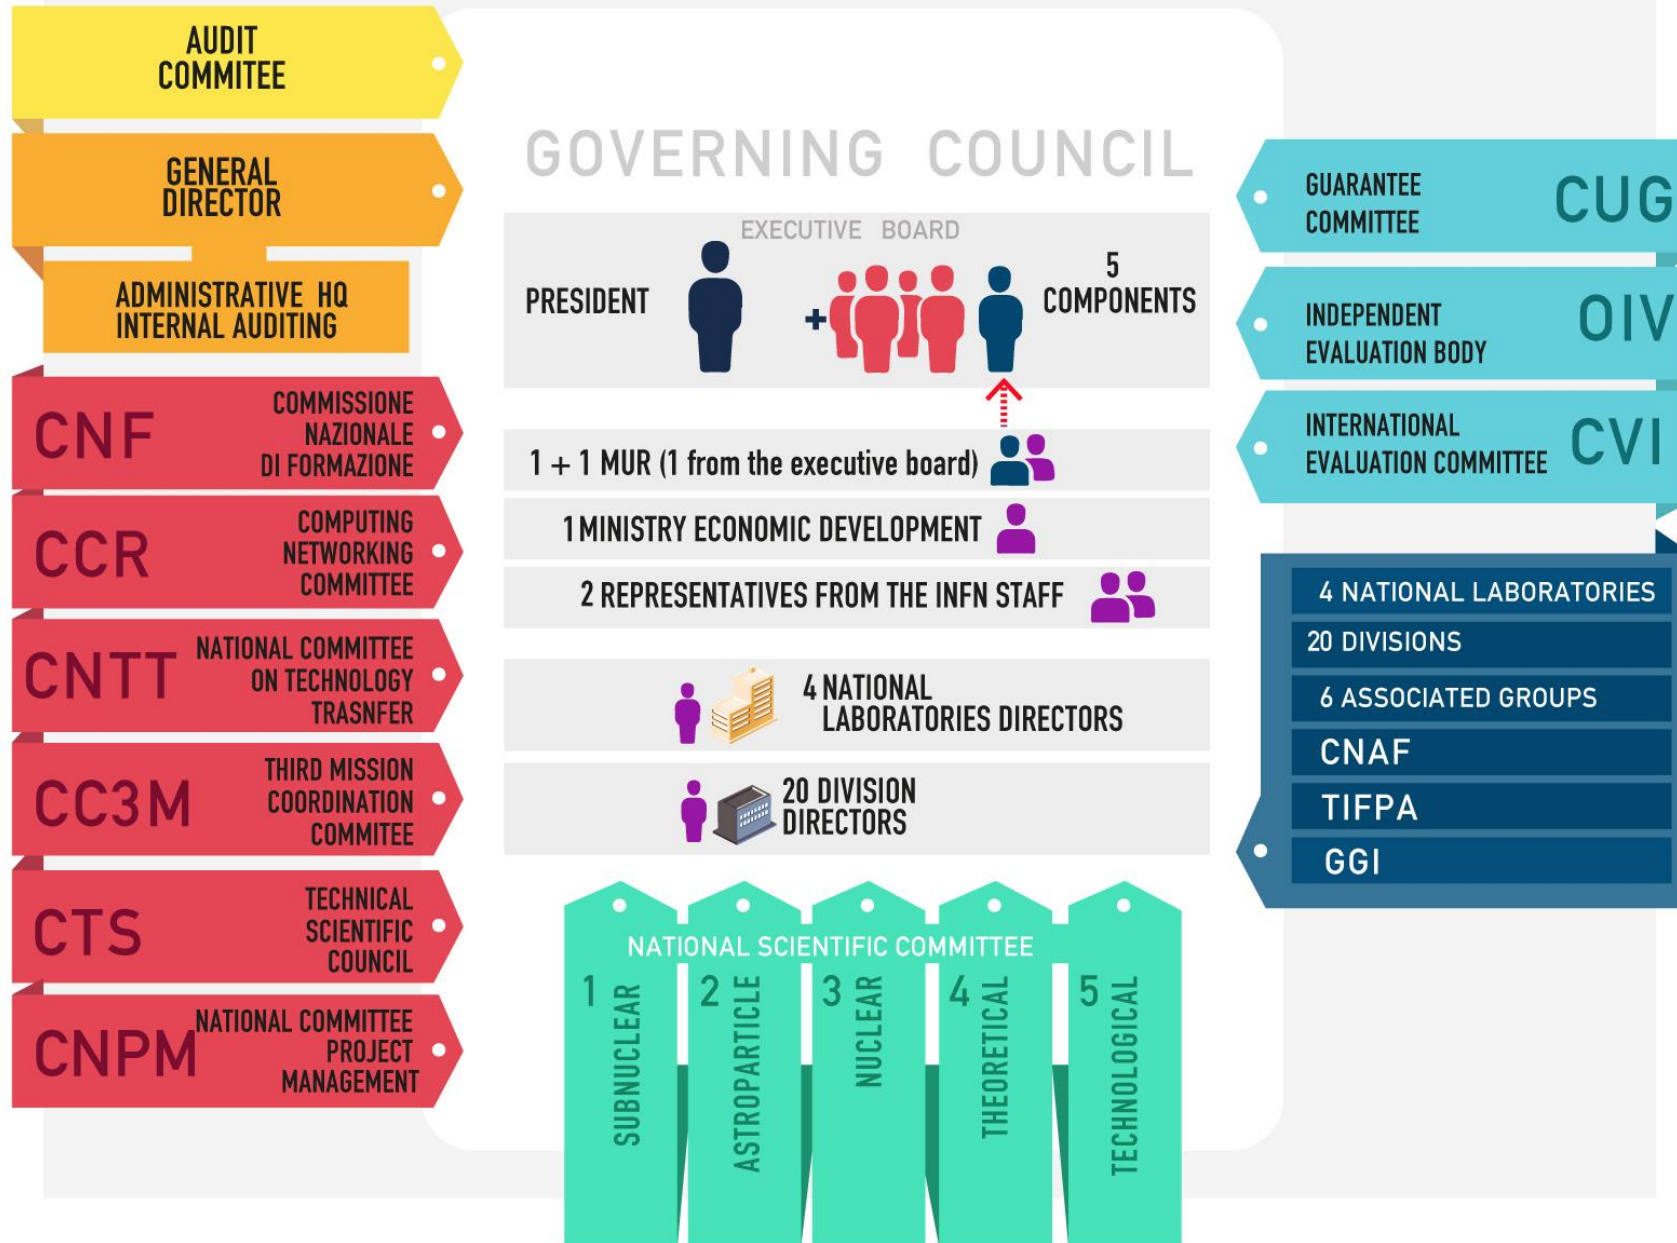 AUDIT
COMMITEE
GENERAL
DIRECTOR
ADMINISTRATIVE HQ
INTERNAL AUDITING
CNF
COMMISSIONE
NAZIONALE
DI FORMAZIONE
CCR
COMPUTING
NETWORKING
COMMITTEE
CNTT
NATIONAL COMMITTEE
ON TECHNOLOGY
TRASNFER
CC3M
THIRD MISSION
COORDINATION
COMMITEE
CTS
TECHNICAL
SCIENTIFIC
COUNCIL
CNPM
NATIONAL COMMITTEE
PROJECT
MANAGEMENT
GOVERNING COUNCIL
EXECUTIVE BOARD
PRESIDENT
+
5
COMPONENTS
1 + 1 MUR (1 from the executive board)
1 MINISTRY ECONOMIC DEVELOPMENT
2 REPRESENTATIVES FROM THE INFN STAFF
4 NATIONAL
LABORATORIES DIRECTORS
20 DIVISION
DIRECTORS
NATIONAL SCIENTIFIC COMMITTEE
1 SUBNUCLEAR
2 ASTROPARTICLE
3 NUCLEAR
4 THEORETICAL
5 TECHNOLOGICAL
GUARANTEE
COMMITTEE
CUG
INDEPENDENT
EVALUATION BODY
OIV
INTERNATIONAL
EVALUATION COMMITTEE
CVI
4 NATIONAL LABORATORIES
20 DIVISIONS
6 ASSOCIATED GROUPS
CNAF
TIFPA
GGI